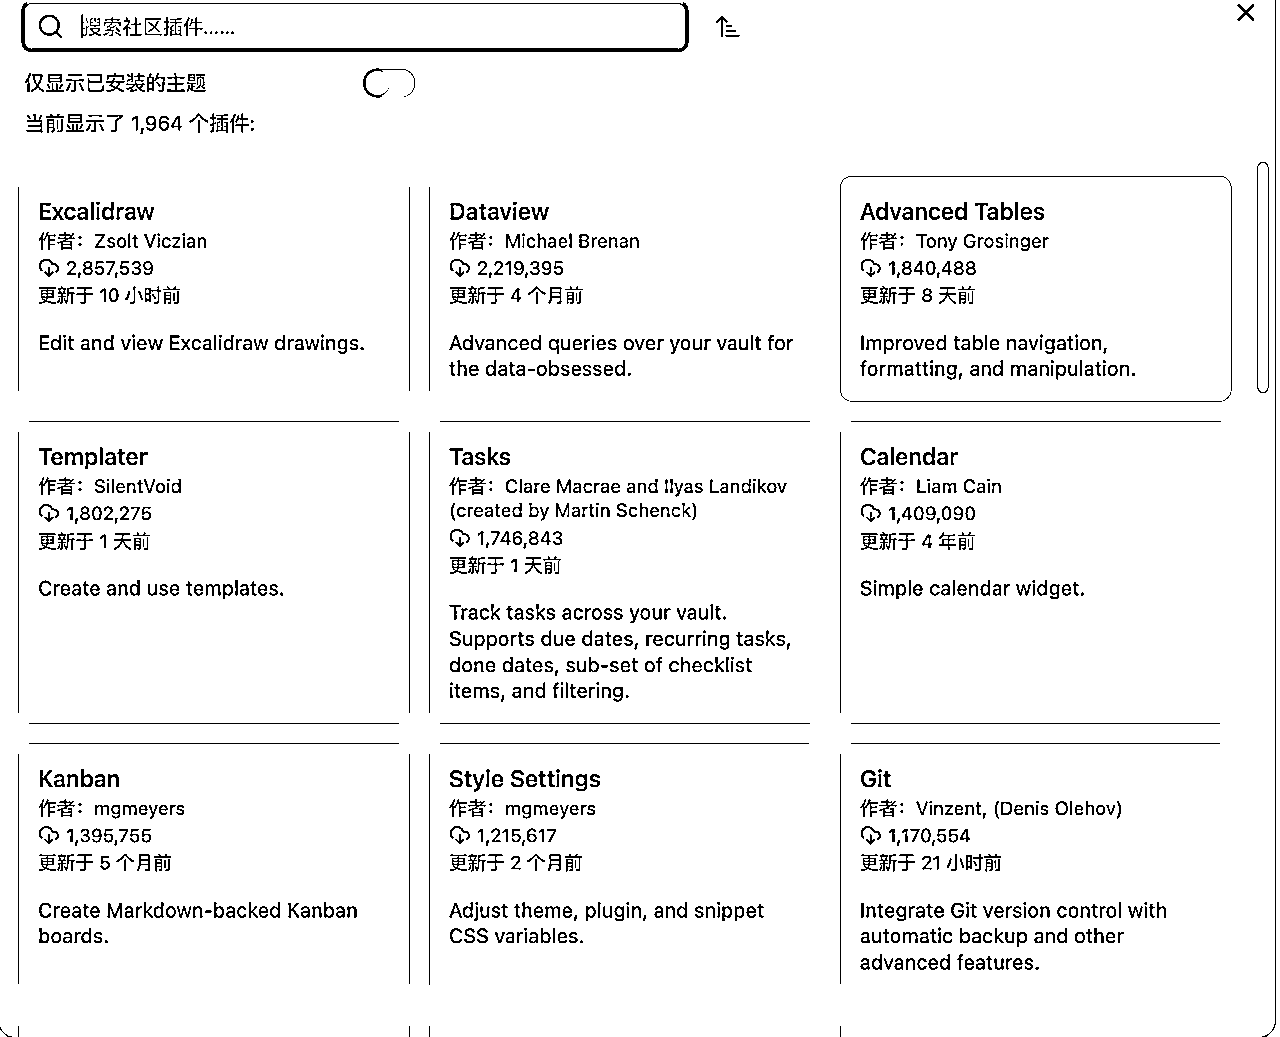 搜索社区插件......
仅显示已安装的主题
当前显示了 1,964 个插件:
Excalidraw
作者：Zsolt Viczian
2,857,539
更新于 10 小时前
Edit and view Excalidraw drawings.
Dataview
作者：Michael Brenan
2,219,395
更新于 4 个月前
Advanced queries over your vault for
the data-obsessed.
Advanced Tables
作者：Tony Grosinger
1,840,488
更新于 8 天前
Improved table navigation,
formatting, and manipulation.
Templater
作者：SilentVoid
1,802,275
更新于 1 天前
Create and use templates.
Tasks
作者：Clare Macrae and Ilyas Landikov
(created by Martin Schenck)
1,746,843
更新于 1 天前
Track tasks across your vault.
Supports due dates, recurring tasks,
done dates, sub-set of checklist
items, and filtering.
Calendar
作者：Liam Cain
1,409,090
更新于 4 年前
Simple calendar widget.
Kanban
作者：mgmeyers
1,395,755
更新于 5 个月前
Create Markdown-backed Kanban
boards.
Style Settings
作者：mgmeyers
1,215,617
更新于 2 个月前
Adjust theme, plugin, and snippet
CSS variables.
Git
作者：Vinzent, (Denis Olehov)
1,170,554
更新于 21 小时前
Integrate Git version control with
automatic backup and other
advanced features.